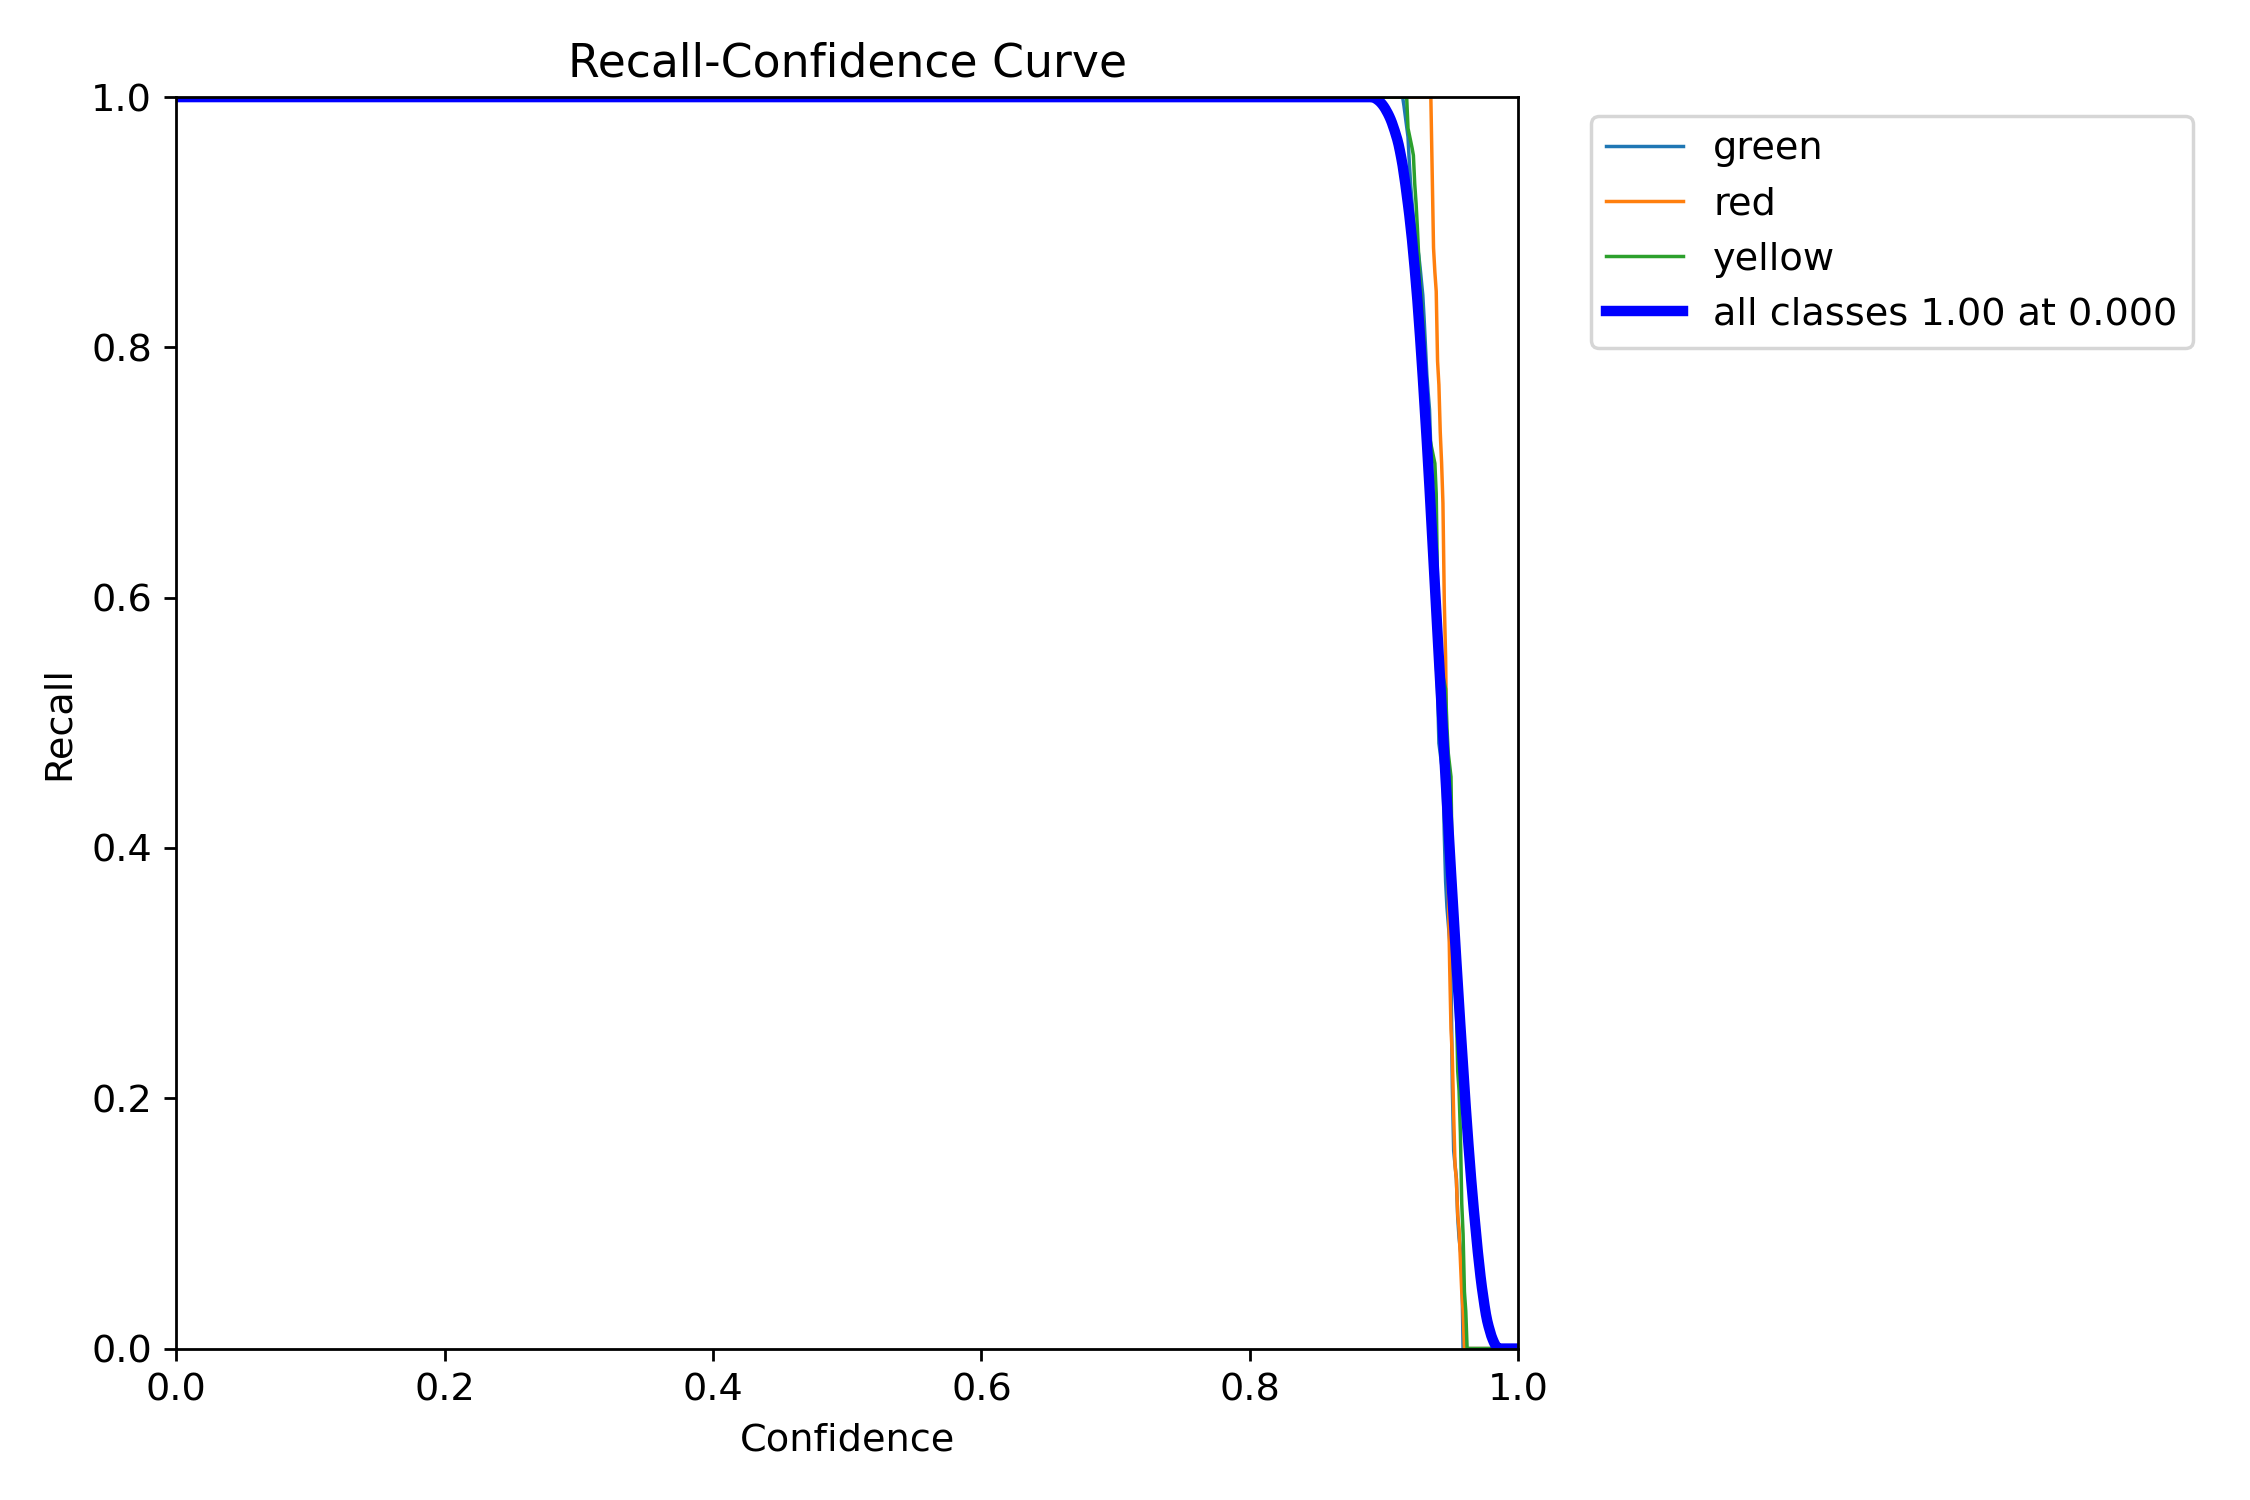 Recall-Confidence Curve
1.0
0.8
0.6
0.4
0.2
0.0
Recall
0.0 0.2 0.4 0.6 0.8 1.0
Confidence
green
red
yellow
all classes 1.00 at 0.000